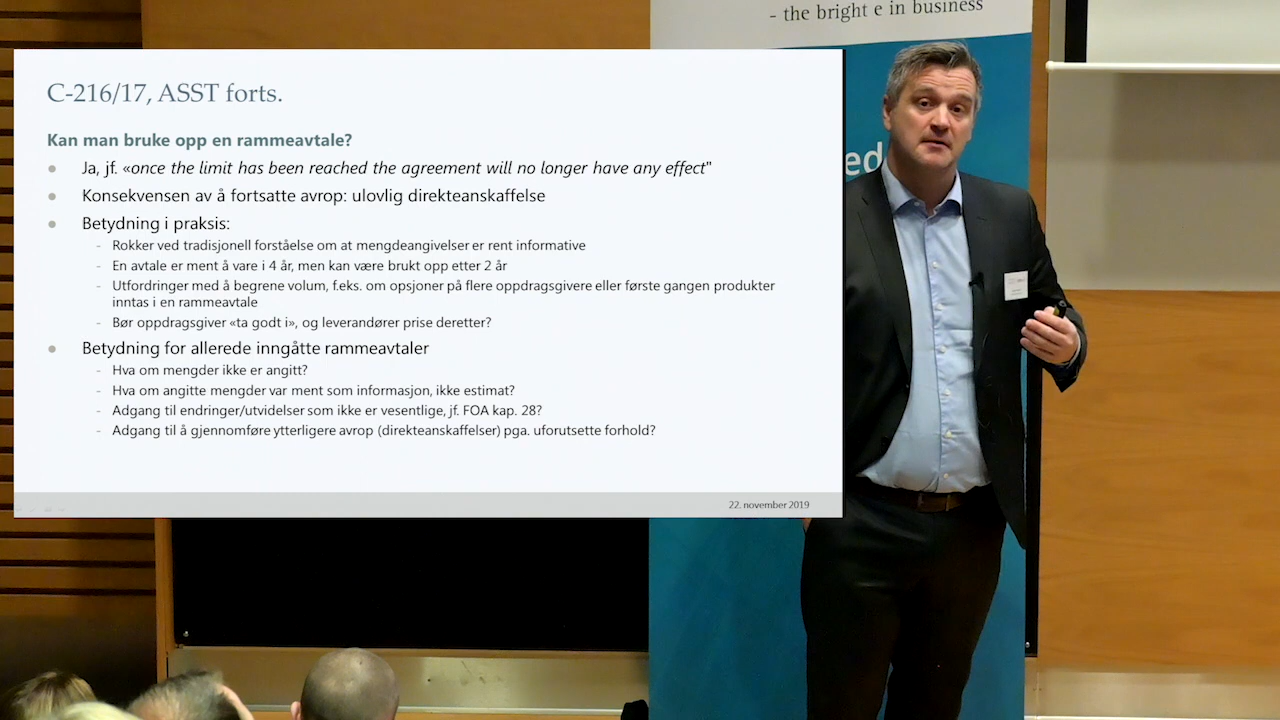 - the bright e in business
C-216/17, ASST forts.
Kan man bruke opp en rammeavtale?
Ja, jf. «once the limit has been reached the agreement will no longer have any effect"
Konsekvensen av å fortsatte avrop: ulovlig direkteanskaffelse
Betydning i praksis:
- Rokker ved tradisjonell forståelse om at mengdeangivelser er rent informative
- En avtale er ment å vare i 4 år, men kan være brukt opp etter 2 år
- Utfordringer med å begrene volum, f.eks. om opsjoner på flere oppdragsgivere eller første gangen produkter
inntas i en rammeavtale
- Bør oppdragsgiver «ta godt i», og leverandører prise deretter?
Betydning for allerede inngåtte rammeavtaler
- Hva om mengder ikke er angitt?
- Hva om angitte mengder var ment som informasjon, ikke estimat?
- Adgang til endringer/utvidelser som ikke er vesentlige, jf. FOA kap. 28?
- Adgang til å gjennomføre ytterligere avrop (direkteanskaffelser) pga. uforutsette forhold?
22. november 2019
ed